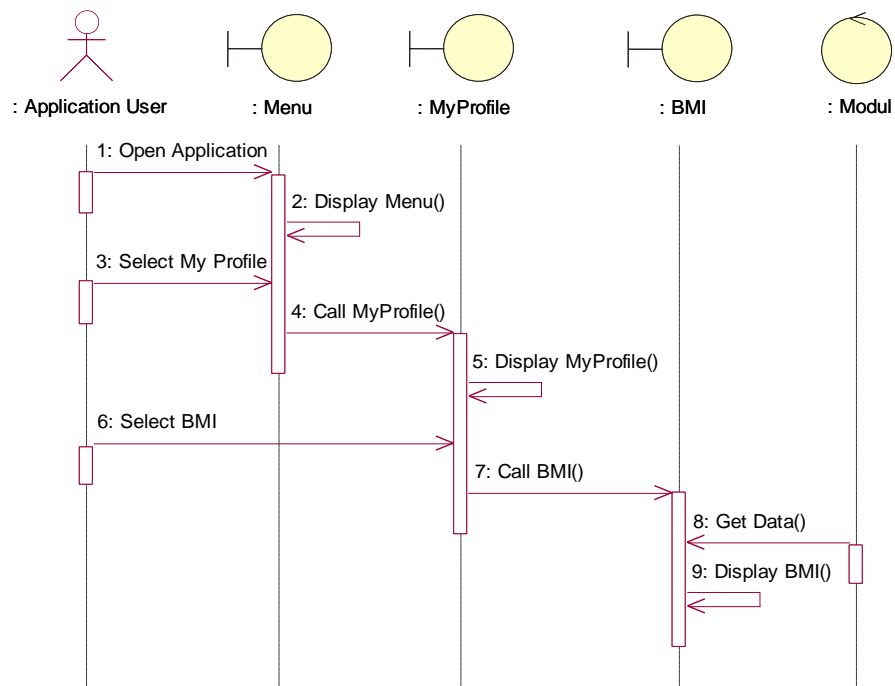 : Application User
: Menu
: MyProfile
: BMI
: Modul
1: Open Application
2: Display Menu()
3: Select My Profile
4: Call MyProfile()
5: Display MyProfile()
6: Select BMI
7: Call BMI()
8: Get Data()
9: Display BMI()